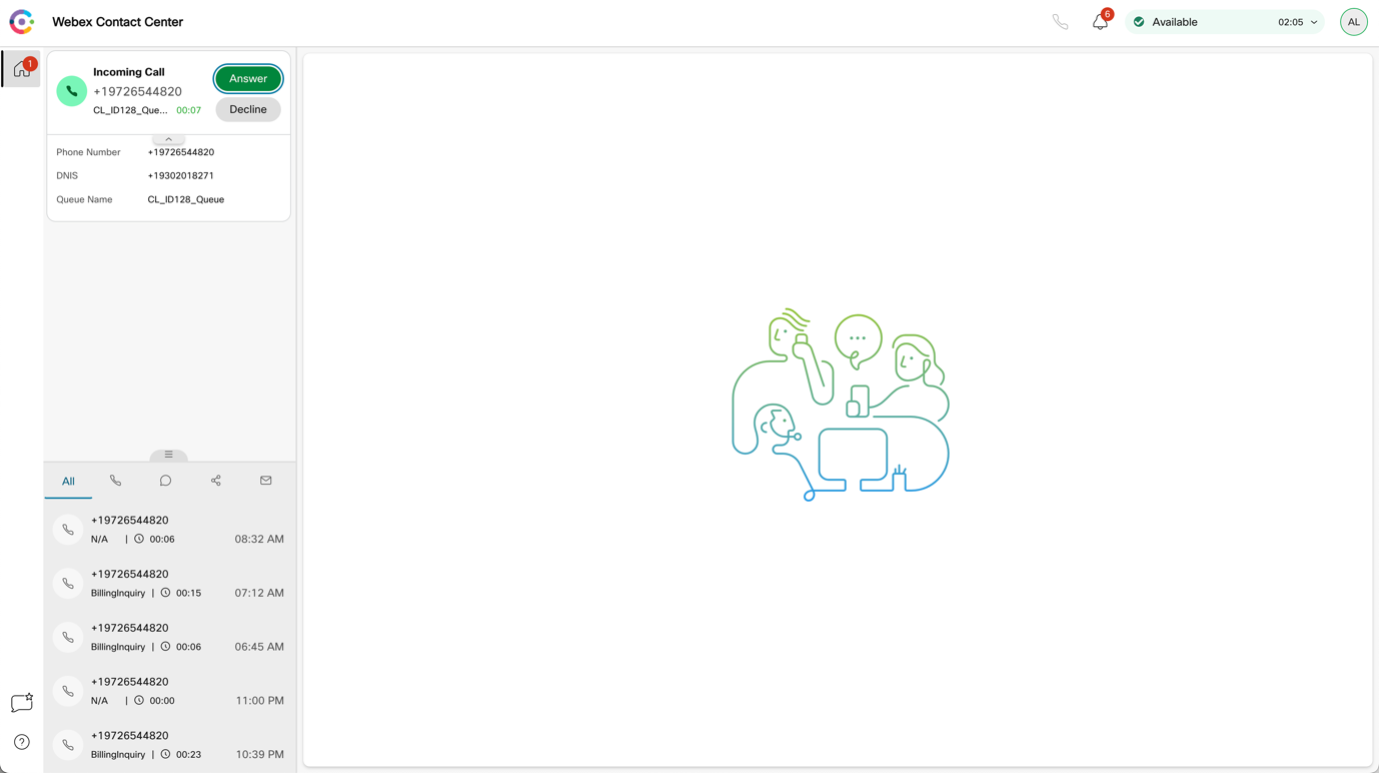 Webex Contact Center
6
Available
02:05
AL
1
Incoming Call
+19726544820
CL_ID128_Que...
00:07
Answer
Decline
Phone Number +19726544820
DNIS +19302018271
Queue Name CL_ID128_Queue
All
+19726544820
N/A | 00:06 08:32 AM
+19726544820
BillingInquiry | 00:15 07:12 AM
+19726544820
BillingInquiry | 00:06 06:45 AM
+19726544820
N/A | 00:00 11:00 PM
+19726544820
BillingInquiry | 00:23 10:39 PM